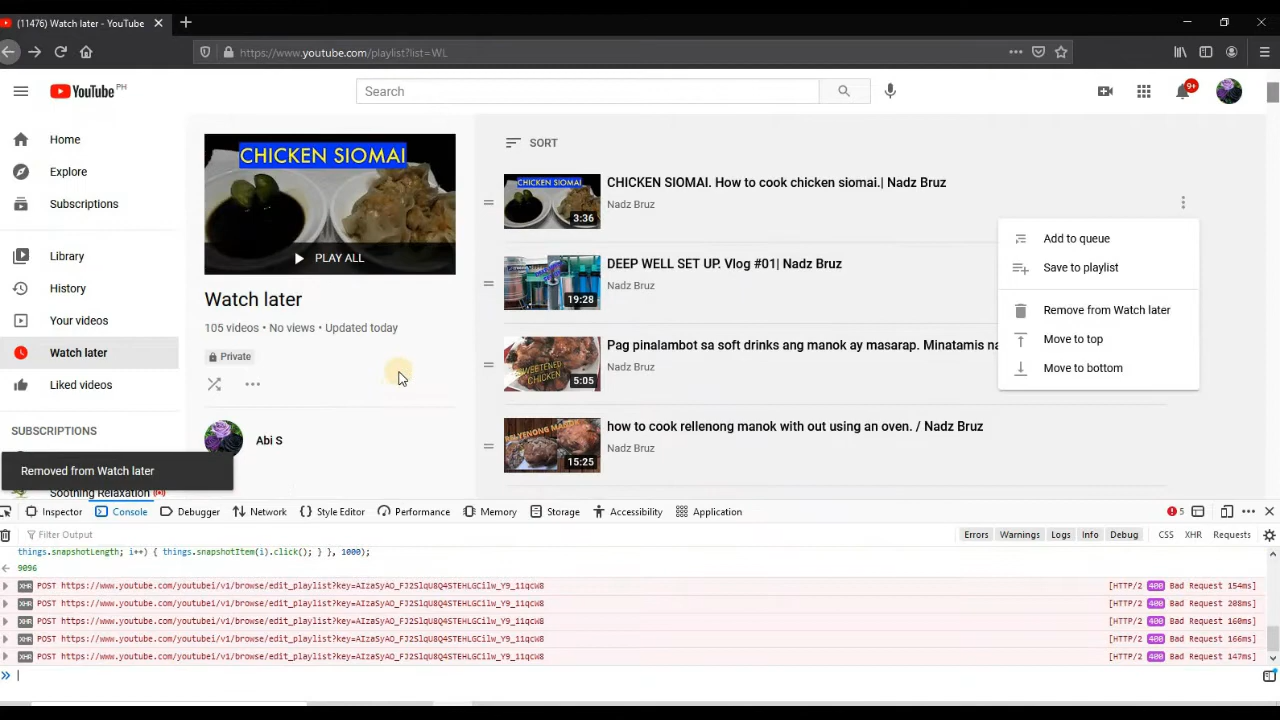 (11476) Watch later - YouTube
https://www.youtube.com/playlist?list=WL
YouTube PH
Search
9+
Home
Explore
Subscriptions
Library
History
Your videos
Watch later
Liked videos
SUBSCRIPTIONS
Soothing Relaxation
Removed from Watch later
CHICKEN SIOMAI
PLAY ALL
Watch later
105 videos • No views • Updated today
Private
Abi S
SORT
CHICKEN SIOMAI
3:36
CHICKEN SIOMAI. How to cook chicken siomai.| Nadz Bruz
Nadz Bruz
19:28
DEEP WELL SET UP. Vlog #01| Nadz Bruz
Nadz Bruz
SWEETENED
CHICKEN
5:05
Pag pinalambot sa soft drinks ang manok ay masarap. Minatamis na
Nadz Bruz
RELYENONG MANOK
15:25
how to cook rellenong manok with out using an oven. / Nadz Bruz
Nadz Bruz
Add to queue
Save to playlist
Remove from Watch later
Move to top
Move to bottom
Inspector Console Debugger Network Style Editor Performance Memory Storage Accessibility Application 5
Filter Output Errors Warnings Logs Info Debug CSS XHR Requests
things.snapshotLength; i++) { things.snapshotItem(i).click(); } }, 1000);
9096
XHR POST https://www.youtube.com/youtubei/v1/browse/edit_playlist?key=AIzaSyAO_FJ2SlqU8Q4STEHLGCilw_Y9_11qcW8 [HTTP/2 400 Bad Request 154ms]
XHR POST https://www.youtube.com/youtubei/v1/browse/edit_playlist?key=AIzaSyAO_FJ2SlqU8Q4STEHLGCilw_Y9_11qcW8 [HTTP/2 400 Bad Request 208ms]
XHR POST https://www.youtube.com/youtubei/v1/browse/edit_playlist?key=AIzaSyAO_FJ2SlqU8Q4STEHLGCilw_Y9_11qcW8 [HTTP/2 400 Bad Request 160ms]
XHR POST https://www.youtube.com/youtubei/v1/browse/edit_playlist?key=AIzaSyAO_FJ2SlqU8Q4STEHLGCilw_Y9_11qcW8 [HTTP/2 400 Bad Request 166ms]
XHR POST https://www.youtube.com/youtubei/v1/browse/edit_playlist?key=AIzaSyAO_FJ2SlqU8Q4STEHLGCilw_Y9_11qcW8 [HTTP/2 400 Bad Request 147ms]